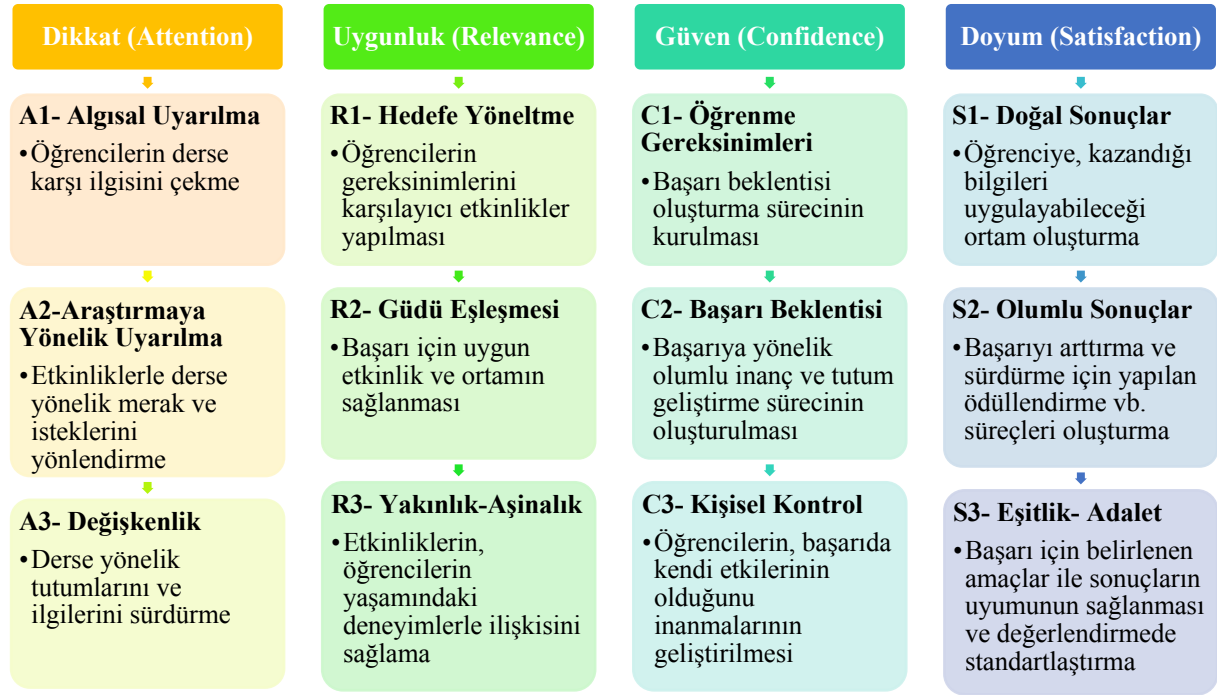 Dikkat (Attention)
A1- Algısal Uyarılma
•Öğrencilerin derse
karşı ilgisini çekme
A2-Araştırmaya
Yönelik Uyarılma
•Etkinliklerle derse
yönelik merak ve
isteklerini
yönlendirme
A3- Değişkenlik
•Derse yönelik
tutumlarını ve
ilgilerini sürdürme
Uygunluk (Relevance)
R1- Hedefe Yöneltme
•Öğrencilerin
gereksinimlerini
karşılayıcı etkinlikler
yapılması
R2- Güdü Eşleşmesi
•Başarı için uygun
etkinlik ve ortamın
sağlanması
R3- Yakınlık-Aşinalık
•Etkinliklerin,
öğrencilerin
yaşamındaki
deneyimlerle ilişkisini
sağlama
Güven (Confidence)
C1- Öğrenme
Gereksinimleri
•Başarı beklentisi
oluşturma sürecinin
kurulması
C2- Başarı Beklentisi
•Başarıya yönelik
olumlu inanç ve tutum
geliştirme sürecinin
oluşturulması
C3- Kişisel Kontrol
•Öğrencilerin, başarıda
kendi etkilerinin
olduğunu
inanmalarının
geliştirilmesi
Doyum (Satisfaction)
S1- Doğal Sonuçlar
•Öğrenciye, kazandığı
bilgileri
uygulayabileceği
ortam oluşturma
S2- Olumlu Sonuçlar
•Başarıyı arttırma ve
sürdürme için yapılan
ödüllendirme vb.
süreçleri oluşturma
S3- Eşitlik- Adalet
•Başarı için belirlenen
amaçlar ile sonuçların
uyumunun sağlanması
ve değerlendirmede
standartlaştırma